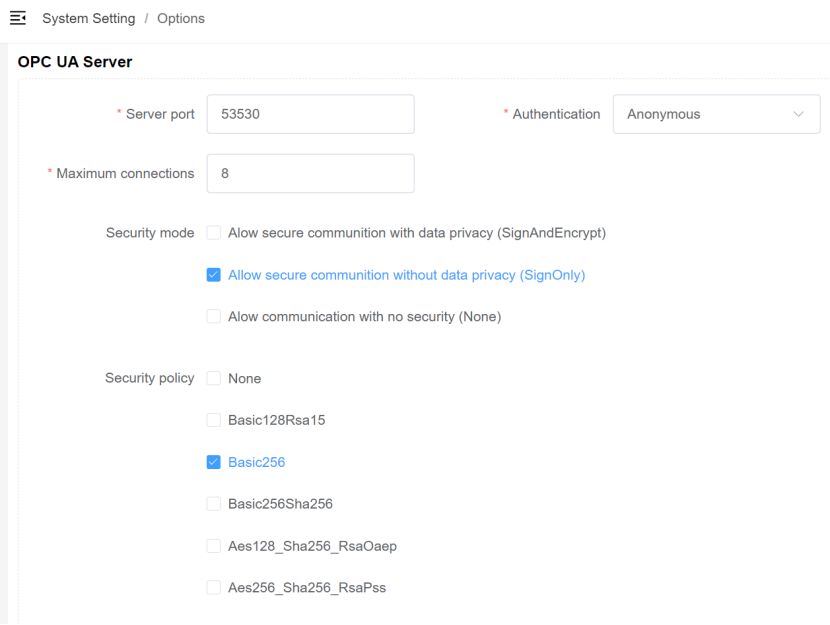 System Setting / Options
OPC UA Server
* Server port 53530 * Authentication Anonymous
* Maximum connections 8
Security mode Alow secure communition with data privacy (SignAndEncrypt)
Allow secure communition without data privacy (SignOnly)
Alow communication with no security (None)
Security policy None
Basic128Rsa15
Basic256
Basic256Sha256
Aes128_Sha256_RsaOaep
Aes256_Sha256_RsaPss